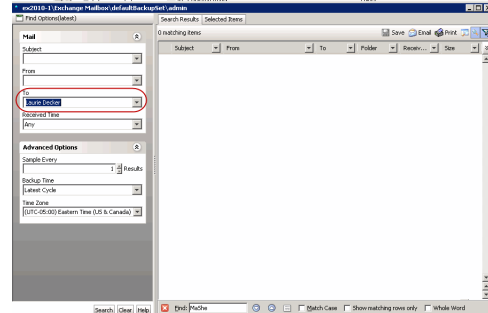 ex2010-1\Exchange Mailbox\defaultBackupSet\admin
Find Options(latest)
Search Results Selected Items
Mail
0 matching items
Save Email Print
Subject From To Folder Receiv... Size
Subject
From
To
Laurie Decker
Received Time
Any
Advanced Options
Sample Every
1 Results
Backup Time
Latest Cycle
Time Zone
(UTC-05:00) Eastern Time (US & Canada)
Search Clear Help
Find: MaShe Match Case Show matching rows only Whole Word